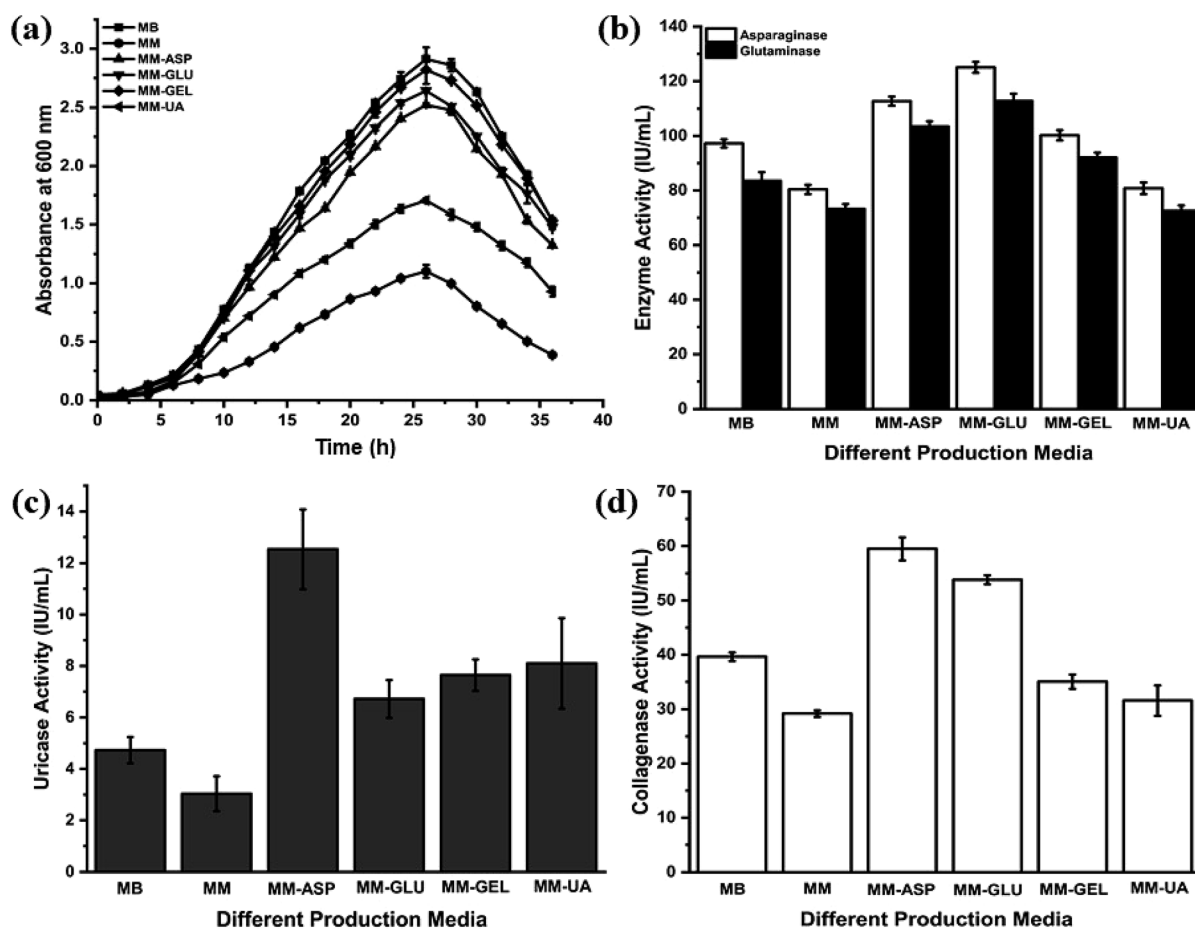 (a)
MB
MM
MM-ASP
MM-GLU
MM-GEL
MM-UA
3.0
2.5
2.0
1.5
1.0
0.5
0.0
Absorbance at 600 nm
0 5 10 15 20 25 30 35 40
Time (h)
(b)
Asparaginase
Glutaminase
140
120
100
80
60
40
20
0
Enzyme Activity (IU/mL)
MB MM MM-ASP MM-GLU MM-GEL MM-UA
Different Production Media
(c)
14
12
10
8
6
4
2
0
Uricase Activity (IU/mL)
MB MM MM-ASP MM-GLU MM-GEL MM-UA
Different Production Media
(d)
70
60
50
40
30
20
10
0
Collagenase Activity (IU/mL)
MB MM MM-ASP MM-GLU MM-GEL MM-UA
Different Production Media